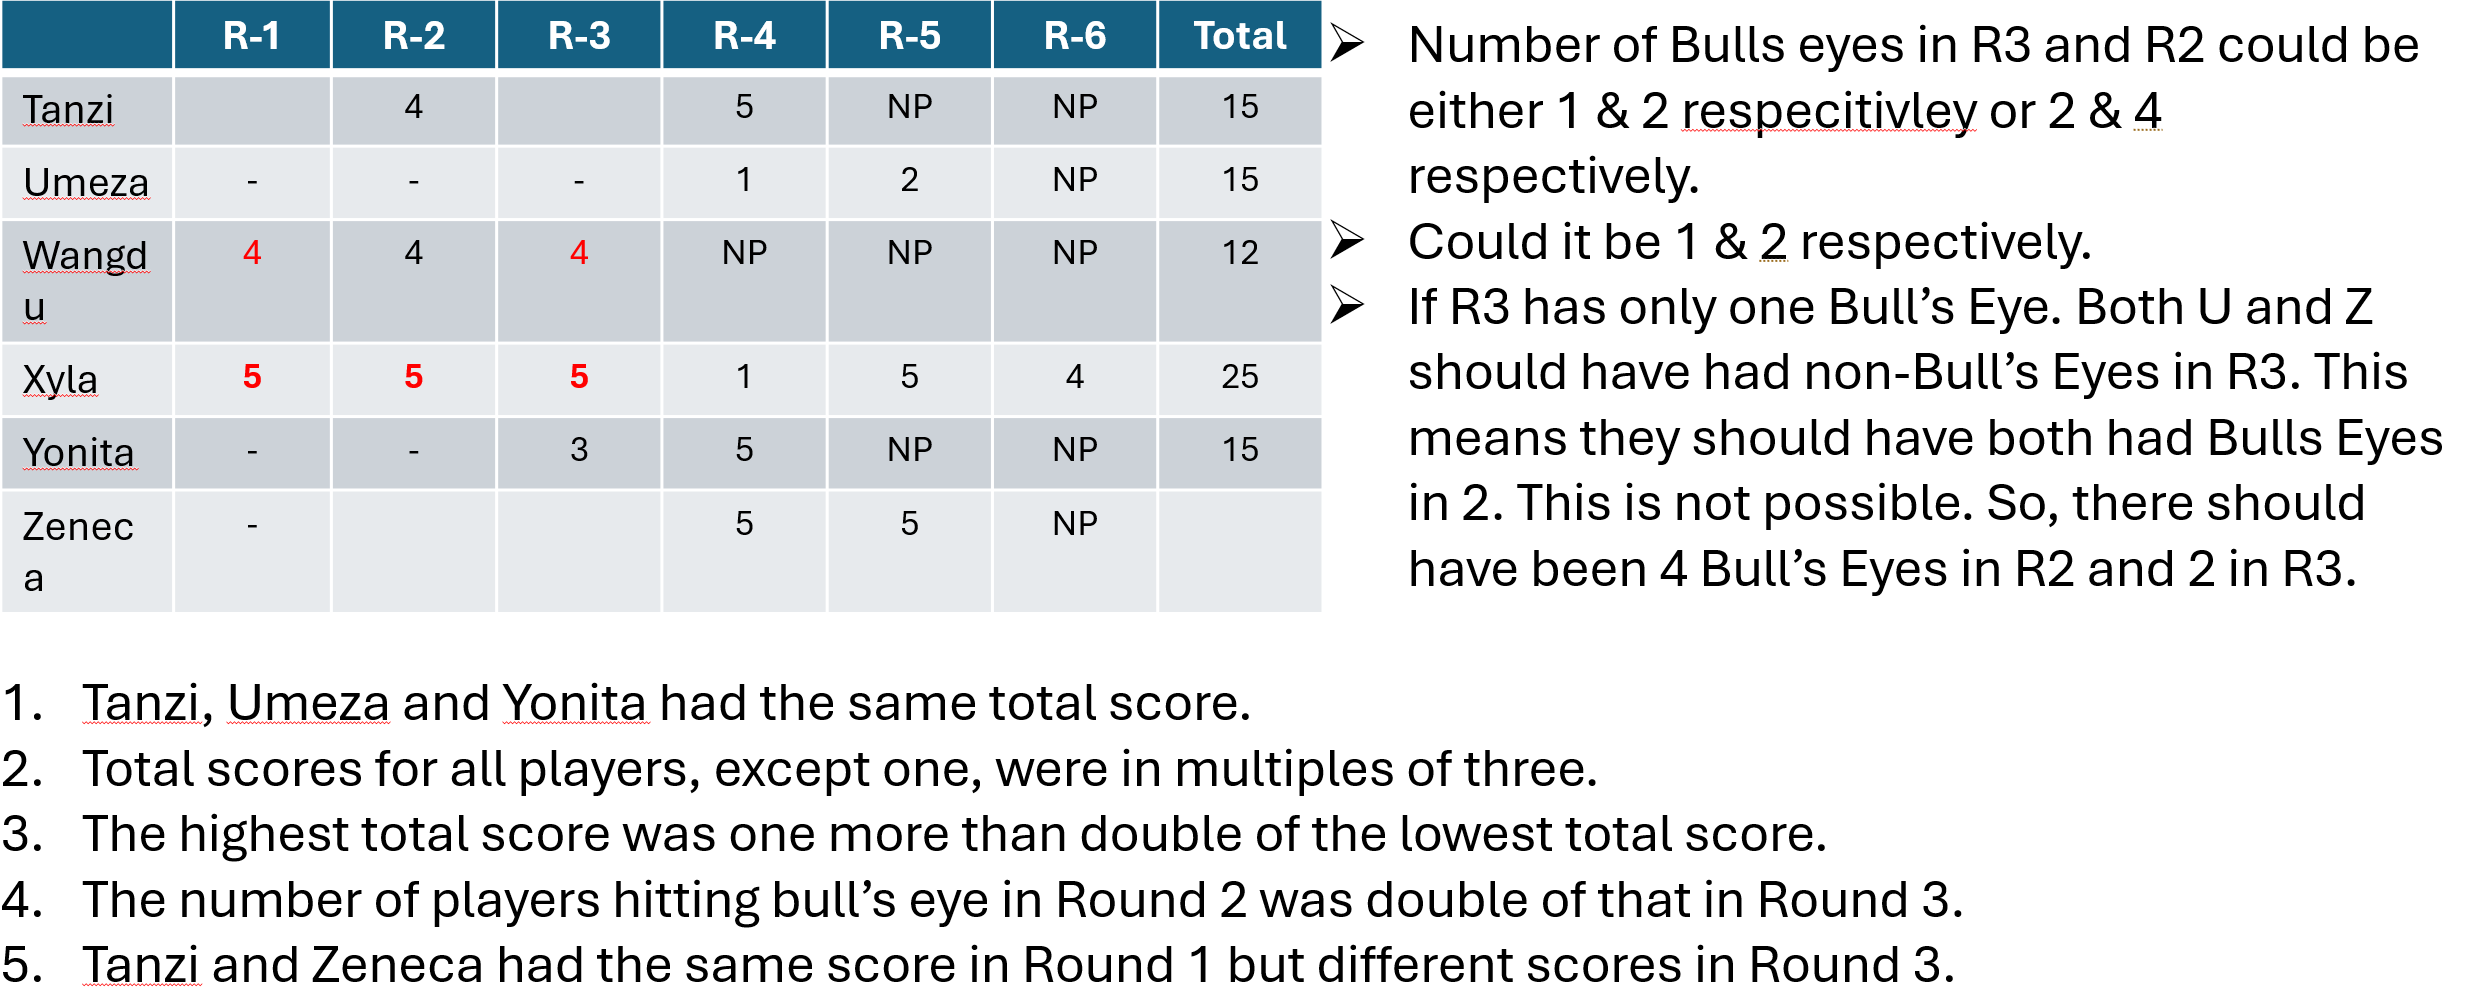 R-1 R-2 R-3 R-4 R-5 R-6 Total
Tanzi 4 5 NP NP 15
Umeza - - - 1 2 NP 15
Wangd
u 4 4 4 NP NP NP 12
Xyla 5 5 5 1 5 4 25
Yonita - - 3 5 NP NP 15
Zenec
a - 5 5 NP
➢ Number of Bulls eyes in R3 and R2 could be
either 1 & 2 respecitivley or 2 & 4
respectively.
➢ Could it be 1 & 2 respectively.
➢ If R3 has only one Bull’s Eye. Both U and Z
should have had non-Bull’s Eyes in R3. This
means they should have both had Bulls Eyes
in 2. This is not possible. So, there should
have been 4 Bull’s Eyes in R2 and 2 in R3.
1. Tanzi, Umeza and Yonita had the same total score.
2. Total scores for all players, except one, were in multiples of three.
3. The highest total score was one more than double of the lowest total score.
4. The number of players hitting bull’s eye in Round 2 was double of that in Round 3.
5. Tanzi and Zeneca had the same score in Round 1 but different scores in Round 3.